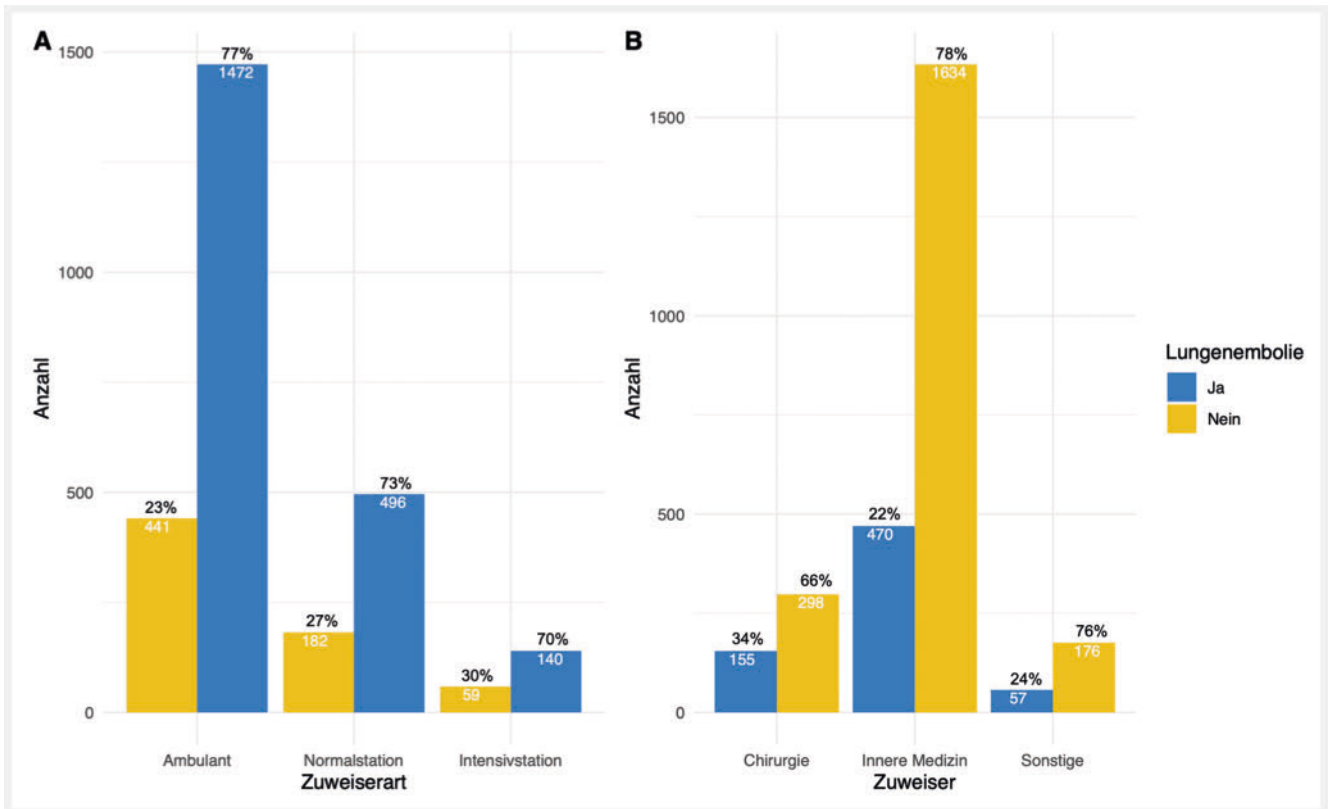 A
1500
1000
500
0
Anzahl
77%
1472
23%
441
73%
496
27%
182
70%
140
30%
59
Ambulant
Normalstation
Intensivstation
Zuweiserart
B
1500
1000
500
0
Anzahl
78%
1634
22%
470
66%
298
34%
155
76%
176
24%
57
Chirurgie
Innere Medizin
Sonstige
Zuweiser
Lungenembolie
Ja
Nein